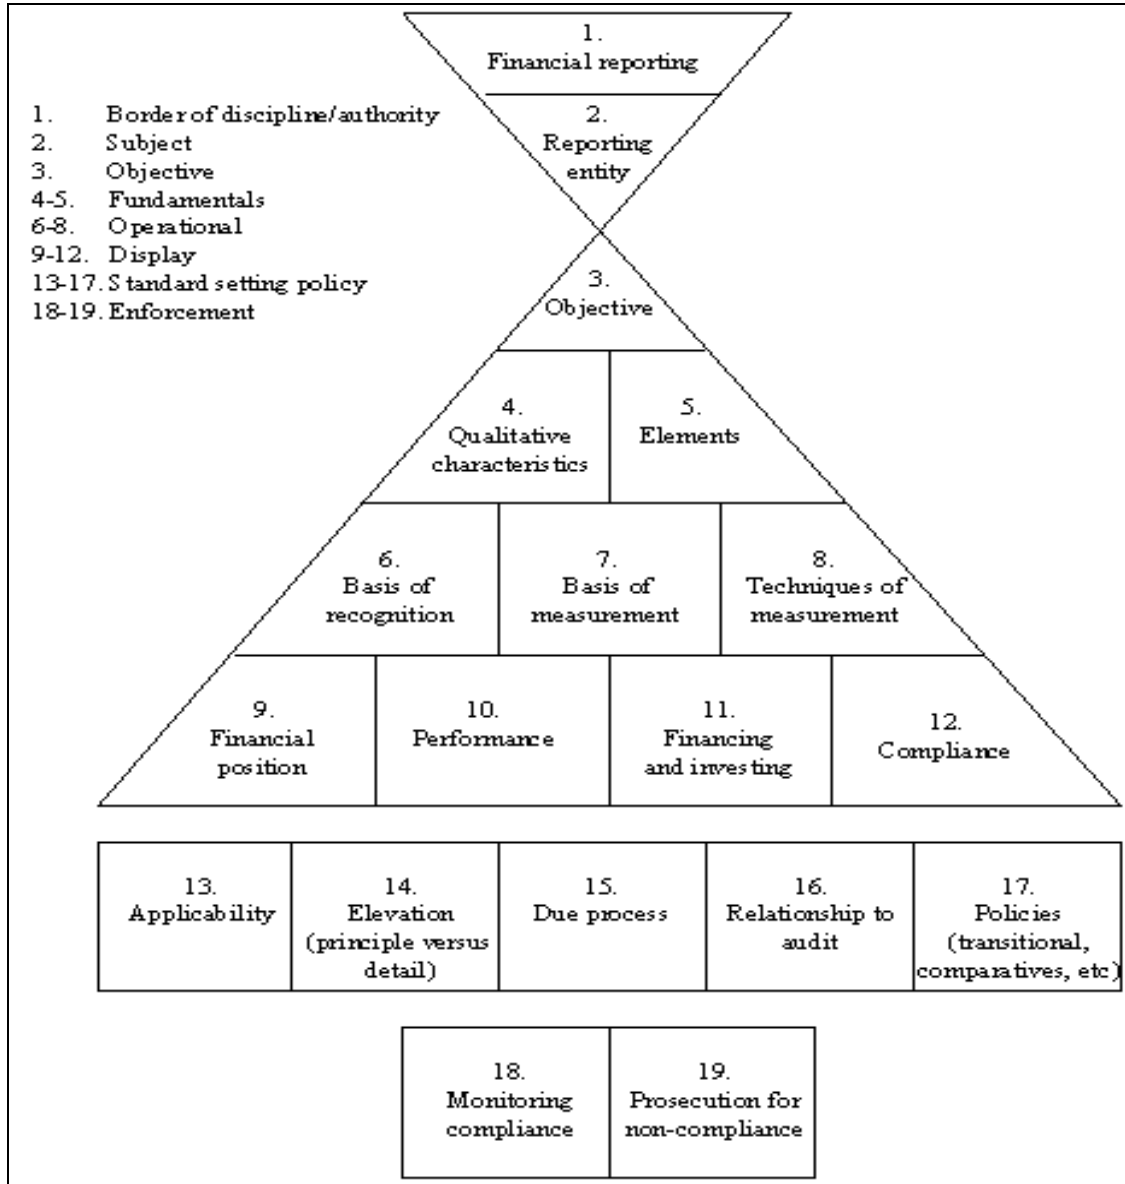 1.
Financial reporting
2.
Reporting
entity
1. Border of discipline/authority
2. Subject
3. Objective
4-5. Fundamentals
6-8. Operational
9-12. Display
13-17. Standard setting policy
18-19. Enforcement
3.
Objective
4.
Qualitative
characteristics
5.
Elements
6.
Basis of
recognition
7.
Basis of
measurement
8.
Techniques of
measurement
9.
Financial
position
10.
Performance
11.
Financing
and investing
12.
Compliance
13.
Applicability
14.
Elevation
(principle versus
detail)
15.
Due process
16.
Relationship to
audit
17.
Policies
(transitional,
comparatives, etc)
18.
Monitoring
compliance
19.
Prosecution for
non-compliance